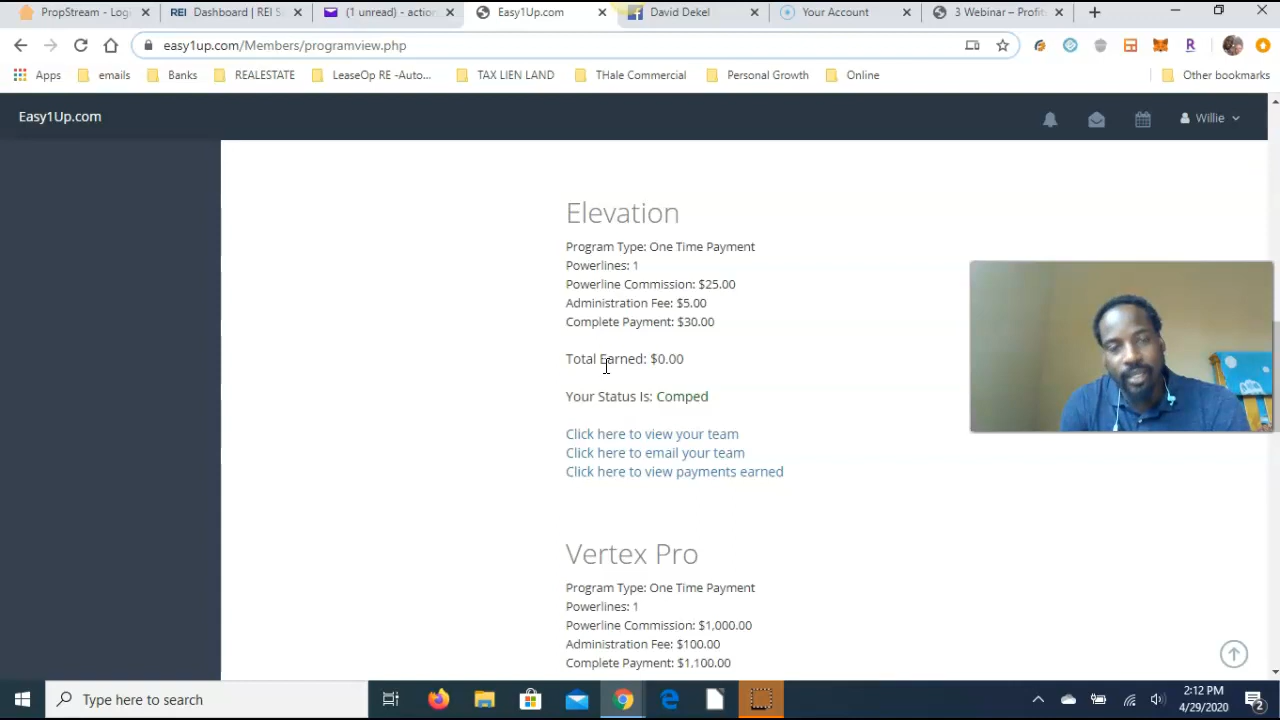 PropStream - Logi
REI Dashboard | REI S
(1 unread) - action
Easy1Up.com
David Dekel
Your Account
3 Webinar – Profits
easy1up.com/Members/programview.php
Apps
emails
Banks
REALESTATE
LeaseOp RE -Auto...
TAX LIEN LAND
THale Commercial
Personal Growth
Online
Other bookmarks
Easy1Up.com
Willie
Elevation
Program Type: One Time Payment
Powerlines: 1
Powerline Commission: $25.00
Administration Fee: $5.00
Complete Payment: $30.00
Total Earned: $0.00
Your Status Is: Comped
Click here to view your team
Click here to email your team
Click here to view payments earned
Vertex Pro
Program Type: One Time Payment
Powerlines: 1
Powerline Commission: $1,000.00
Administration Fee: $100.00
Complete Payment: $1,100.00
Type here to search
2:12 PM
4/29/2020
2